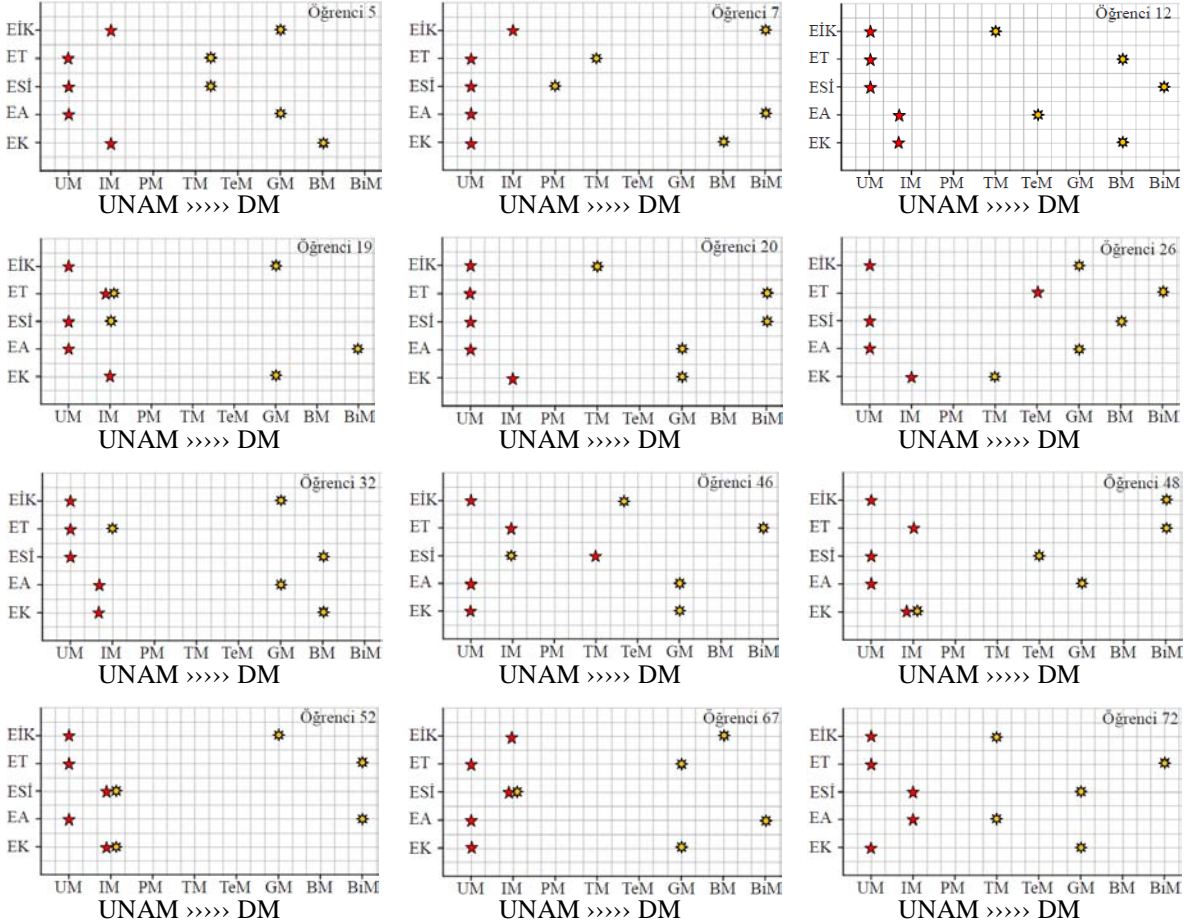 Öğrenci 5
EİK
ET
ESİ
EA
EK
UM IM PM TM TeM GM BM BiM
UNAM ››››› DM
Öğrenci 7
EİK
ET
ESİ
EA
EK
UM IM PM TM TeM GM BM BiM
UNAM ››››› DM
Öğrenci 12
EİK
ET
ESİ
EA
EK
UM IM PM TM TeM GM BM BiM
UNAM ››››› DM
Öğrenci 19
EİK
ET
ESİ
EA
EK
UM IM PM TM TeM GM BM BiM
UNAM ››››› DM
Öğrenci 20
EİK
ET
ESİ
EA
EK
UM IM PM TM TeM GM BM BiM
UNAM ››››› DM
Öğrenci 26
EİK
ET
ESİ
EA
EK
UM IM PM TM TeM GM BM BiM
UNAM ››››› DM
Öğrenci 32
EİK
ET
ESİ
EA
EK
UM IM PM TM TeM GM BM BiM
UNAM ››››› DM
Öğrenci 46
EİK
ET
ESİ
EA
EK
UM IM PM TM TeM GM BM BiM
UNAM ››››› DM
Öğrenci 48
EİK
ET
ESİ
EA
EK
UM IM PM TM TeM GM BM BiM
UNAM ››››› DM
Öğrenci 52
EİK
ET
ESİ
EA
EK
UM IM PM TM TeM GM BM BiM
UNAM ››››› DM
Öğrenci 67
EİK
ET
ESİ
EA
EK
UM IM PM TM TeM GM BM BiM
UNAM ››››› DM
Öğrenci 72
EİK
ET
ESİ
EA
EK
UM IM PM TM TeM GM BM BiM
UNAM ››››› DM